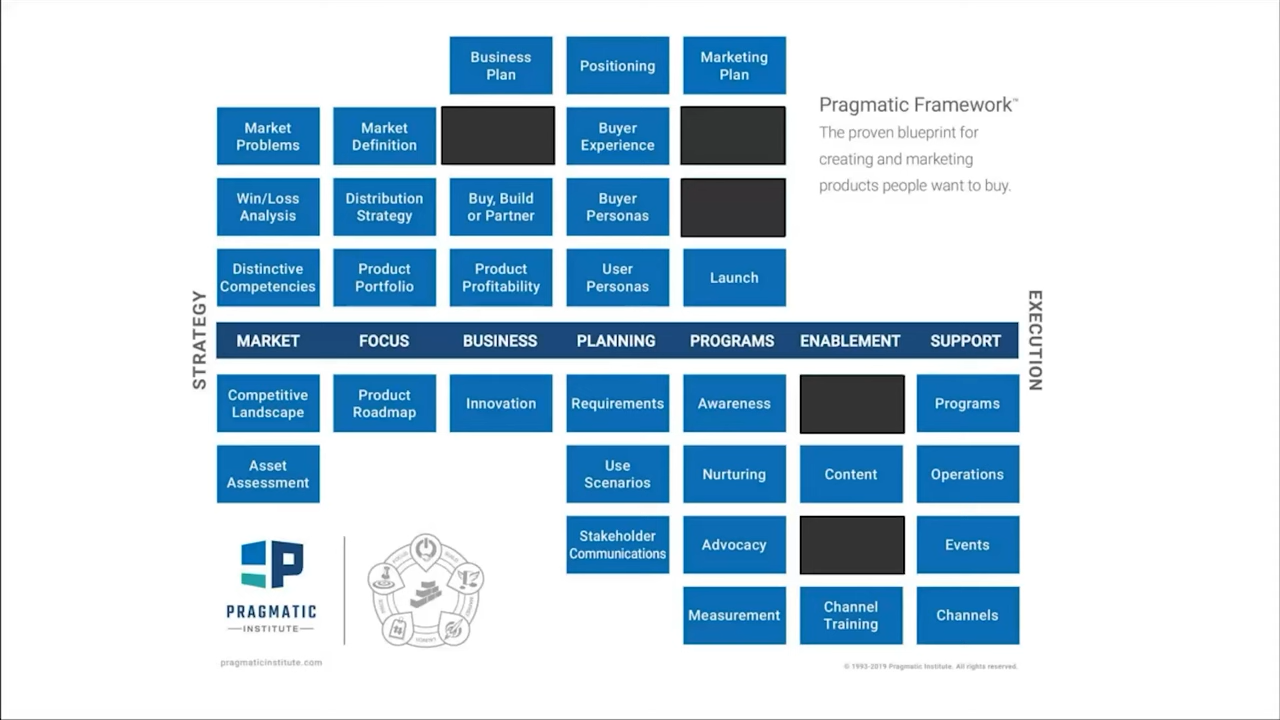 Business
Plan
Positioning
Marketing
Plan
Pragmatic Framework™
The proven blueprint for
creating and marketing
products people want to buy.
Market
Problems
Market
Definition
Buyer
Experience
Win/Loss
Analysis
Distribution
Strategy
Buy, Build
or Partner
Buyer
Personas
Distinctive
Competencies
Product
Portfolio
Product
Profitability
User
Personas
Launch
STRATEGY
MARKET
FOCUS
BUSINESS
PLANNING
PROGRAMS
ENABLEMENT
SUPPORT
EXECUTION
Competitive
Landscape
Product
Roadmap
Innovation
Requirements
Awareness
Programs
Asset
Assessment
Use
Scenarios
Nurturing
Content
Operations
Stakeholder
Communications
Advocacy
Events
Measurement
Channel
Training
Channels
PRAGMATIC
INSTITUTE
pragmaticinstitute.com
© 1993-2019 Pragmatic Institute. All rights reserved.